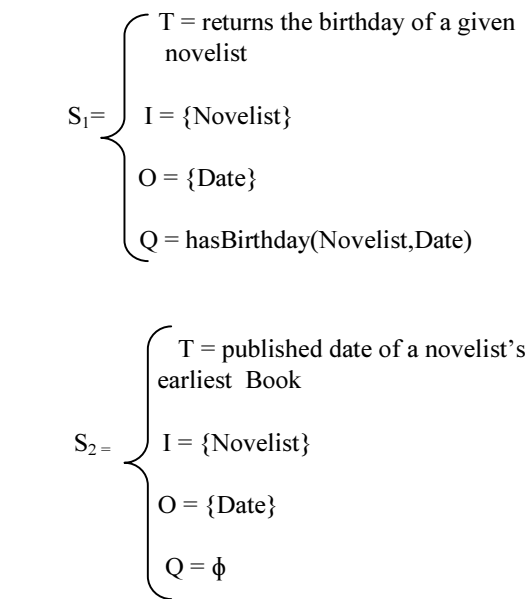 T = returns the birthday of a given
novelist
S₁= I = {Novelist}
O = {Date}
Q = hasBirthday(Novelist,Date)
T = published date of a novelist's
earliest Book
S₂ = I = {Novelist}
O = {Date}
Q = ϕ